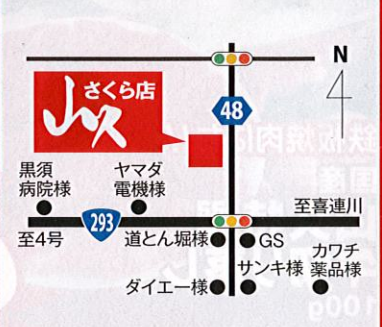 N
さくら店
山久
48
黒須
病院様
ヤマダ
電機様
至喜連川
293
至4号
道とん堀様
GS
カワチ
薬品様
サンキ様
ダイエー様